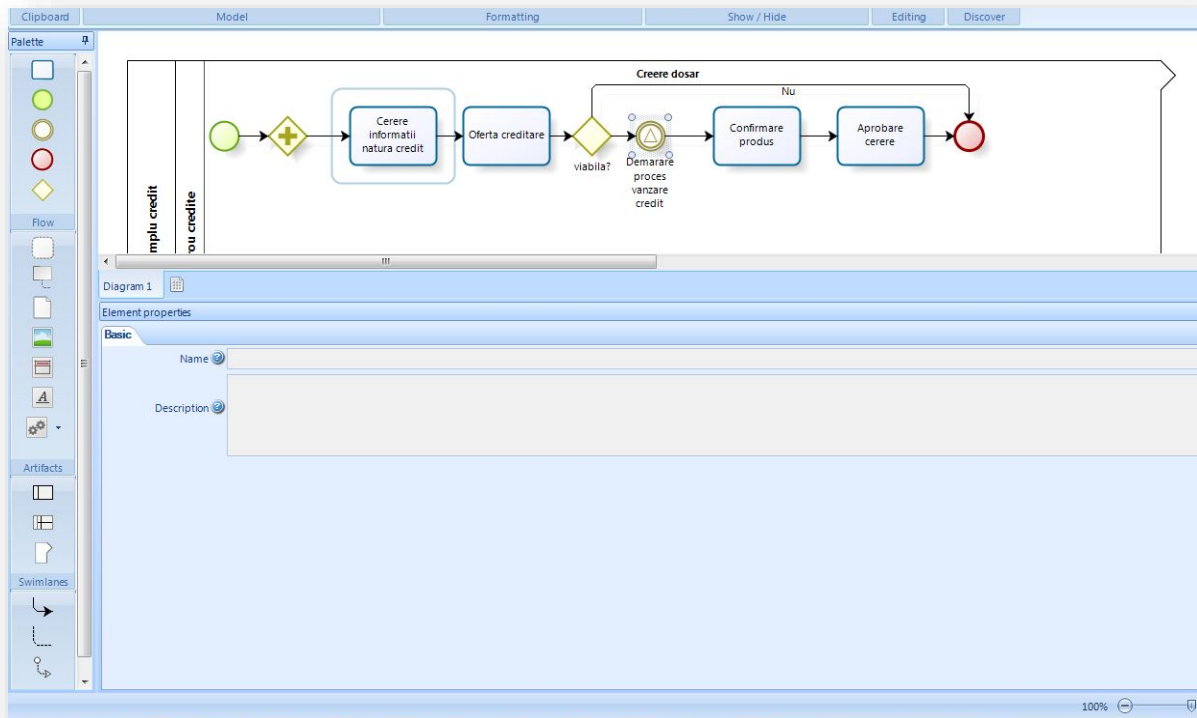 Clipboard Model Formatting Show / Hide Editing Discover
Palette
Flow
Artifacts
Swimlanes
mplu credit
ou credite
Creere dosar
Nu
Cerere
informatii
natura credit
Oferta creditare
viabila?
Demarare
proces
vanzare
credit
Confirmare
produs
Aprobare
cerere
Diagram 1
Element properties
Basic
Name
Description
100%